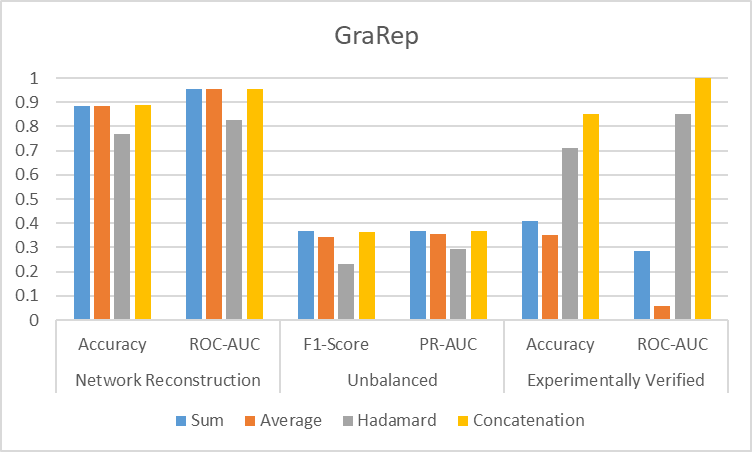 GraRep
1
0.9
0.8
0.7
0.6
0.5
0.4
0.3
0.2
0.1
0
Accuracy ROC-AUC F1-Score PR-AUC Accuracy ROC-AUC
Network Reconstruction Unbalanced Experimentally Verified
Sum Average Hadamard Concatenation